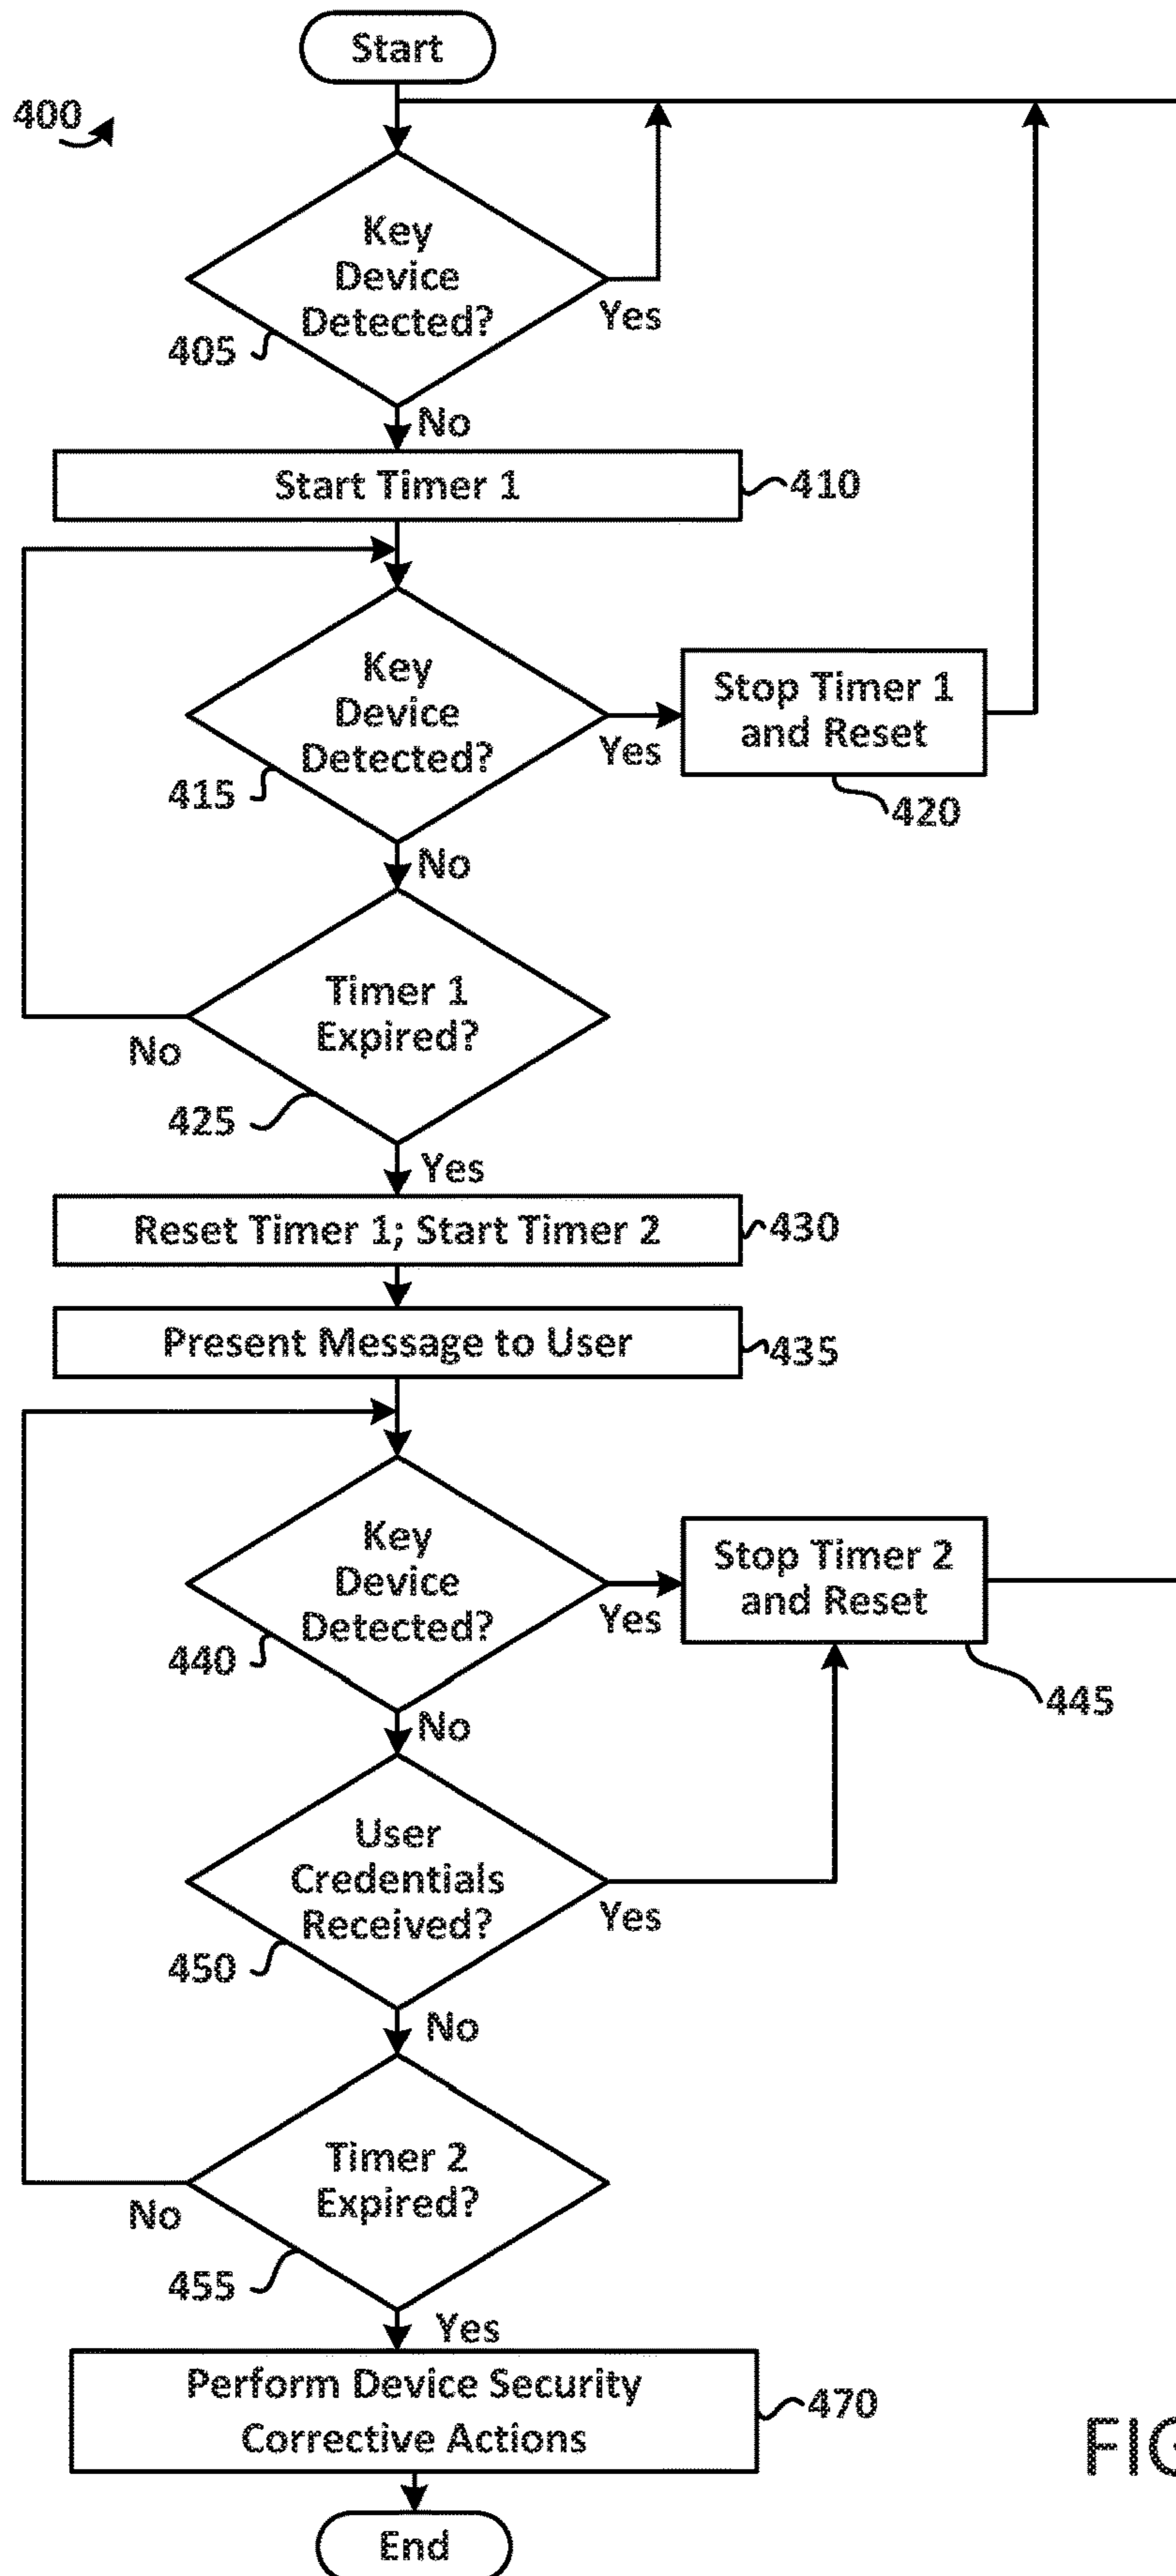 Start
400
Key
Device
Detected?
Yes
405
No
Start Timer 1
410
Key
Device
Detected?
Yes
Stop Timer 1
and Reset
415
420
No
Timer 1
Expired?
No
425
Yes
Reset Timer 1; Start Timer 2
430
Present Message to User
435
Key
Device
Detected?
Yes
Stop Timer 2
and Reset
440
445
No
User
Credentials
Received?
Yes
450
No
Timer 2
Expired?
No
455
Yes
Perform Device Security
Corrective Actions
470
FIG
End